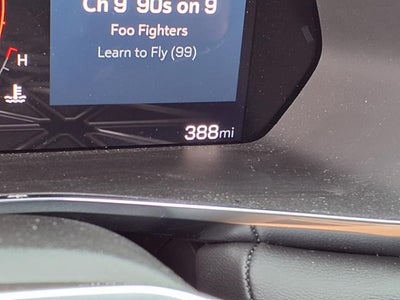 Ch 9 '90s on 9
Foo Fighters
Learn to Fly (99)
H
388mi